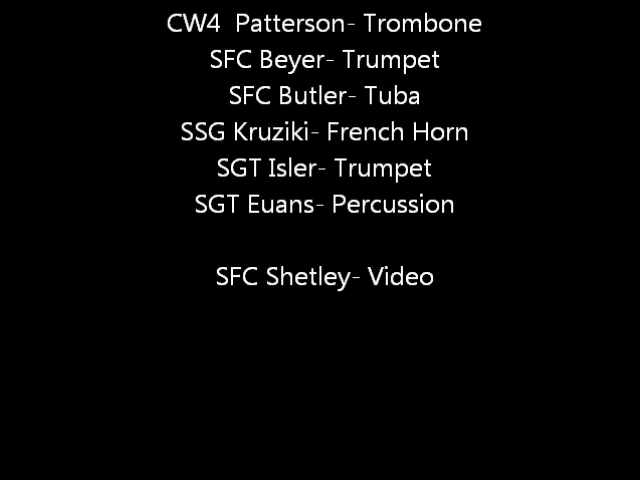 CW4  Patterson- Trombone
SFC Beyer- Trumpet
SFC Butler- Tuba
SSG Kruziki- French Horn
SGT Isler- Trumpet
SGT Euans- Percussion
SFC Shetley- Video